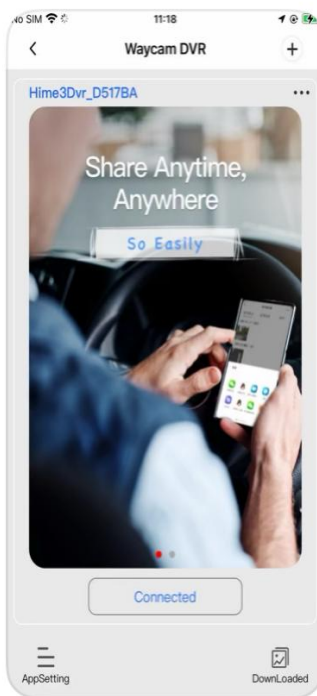 No SIM
11:18
Waycam DVR
Hime3Dvr_D517BA
Share Anytime,
Anywhere
So Easily
Connected
AppSetting
DownLoaded